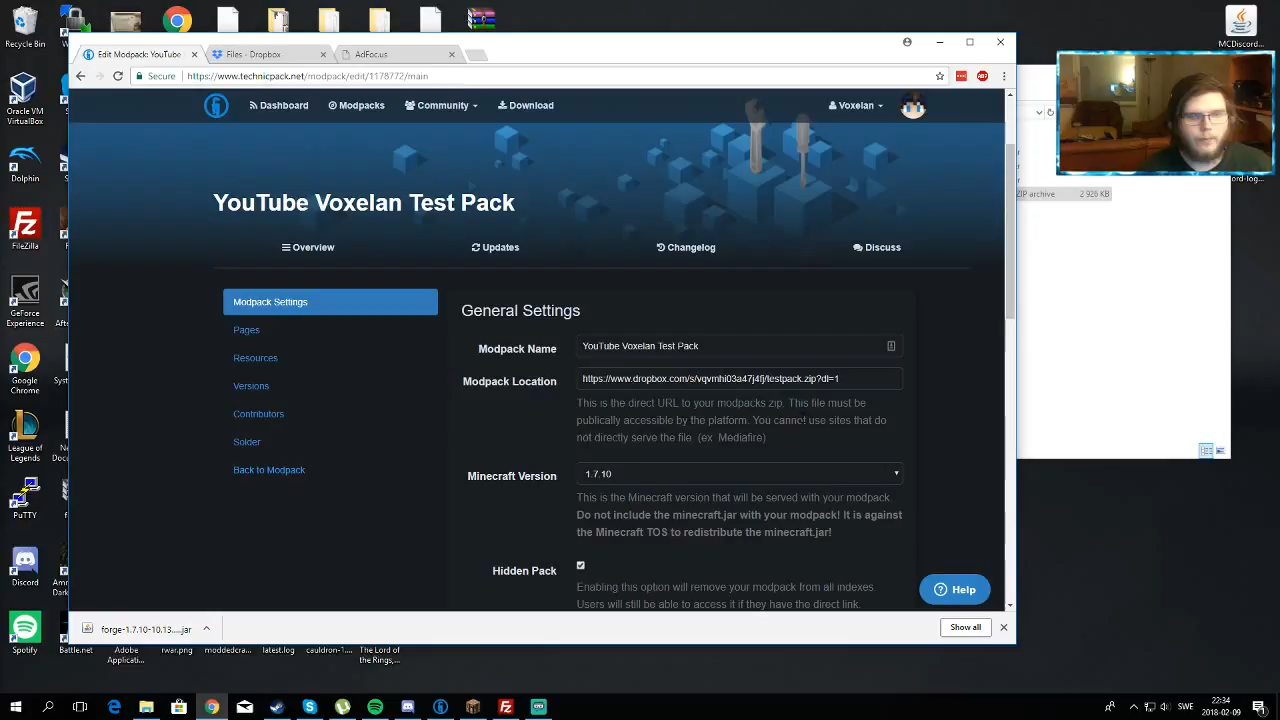 Recycle Bin
MCDiscord...
Edit Modpack: YouTube
Files - Dropbox
AdFocus
Secure
https://www.technicpack.net/modpack/edit/1178772/main
Dashboard
Modpacks
Community
Download
Voxelan
YouTube Voxelan Test Pack
Overview
Updates
Changelog
Discuss
Modpack Settings
Pages
Resources
Versions
Contributors
Solder
Back to Modpack
General Settings
Modpack Name
YouTube Voxelan Test Pack
Modpack Location
https://www.dropbox.com/s/vqvmhi03a47j4fj/testpack.zip?dl=1
This is the direct URL to your modpacks zip. This file must be
publically accessible by the platform. You cannot use sites that do
not directly serve the file (ex Mediafire)
Minecraft Version
1.7.10
This is the Minecraft version that will be served with your modpack.
Do not include the minecraft.jar with your modpack! It is against
the Minecraft TOS to redistribute the minecraft.jar!
Hidden Pack
Enabling this option will remove your modpack from all indexes.
Users will still be able to access it if they have the direct link.
Help
forge-1.7.10-10.13....jar
Show all
ord-log...
ZIP archive
2 926 KB
Oracle VM
VirtualBox
Dolphin
FileZilla
GeForce
Experience
Google
Chrome
League of
PuTTY
Discord
Spotify
Battle.net
Adobe
Applicati...
rwar.png
moddedcra...
latest.log
cauldron-1....
The Lord of
the Rings,...
SWE
22:34
2018-02-09